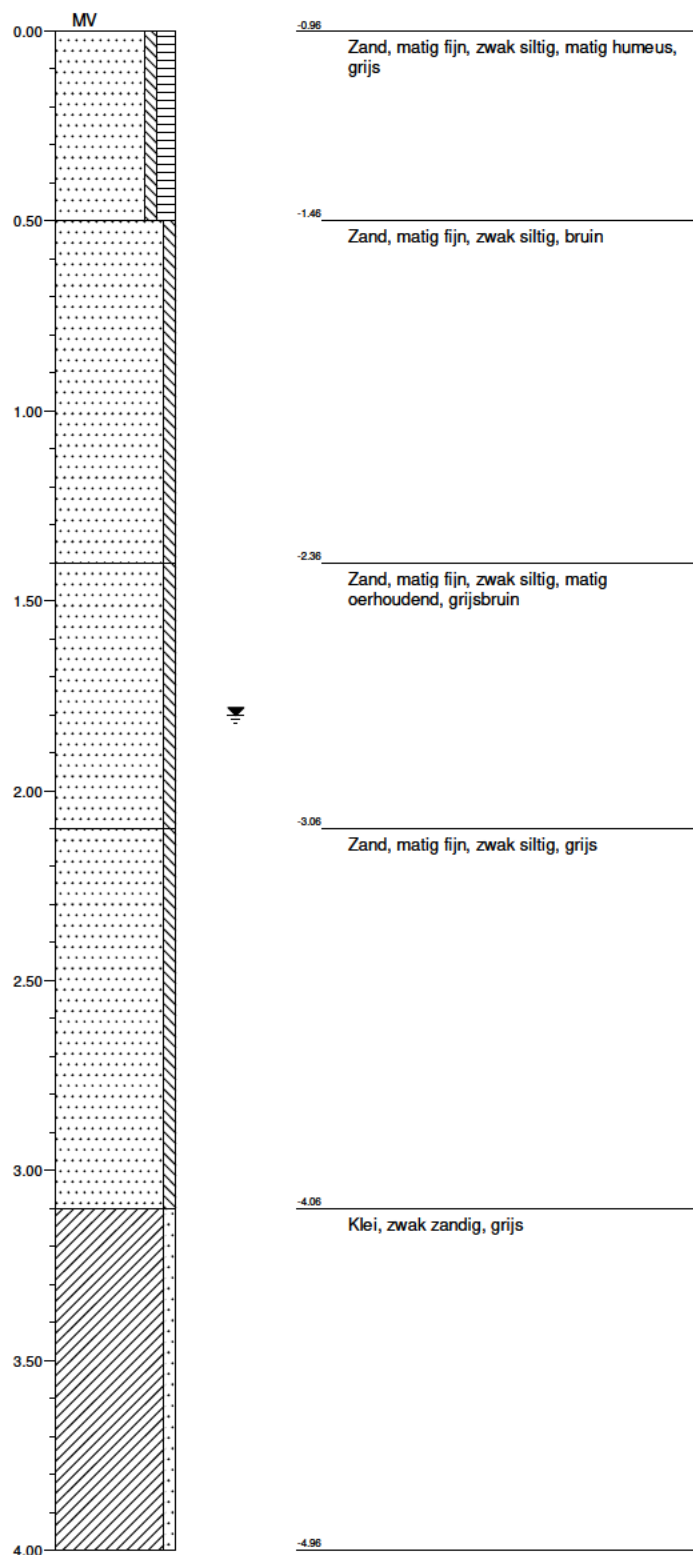 MV
0.00
-0.96
Zand, matig fijn, zwak siltig, matig humeus,
grijs
0.50
-1.46
Zand, matig fijn, zwak siltig, bruin
1.00
-2.36
Zand, matig fijn, zwak siltig, matig
oerhoudend, grijsbruin
1.50
2.00
-3.06
Zand, matig fijn, zwak siltig, grijs
2.50
3.00
-4.06
Klei, zwak zandig, grijs
3.50
4.00
-4.96